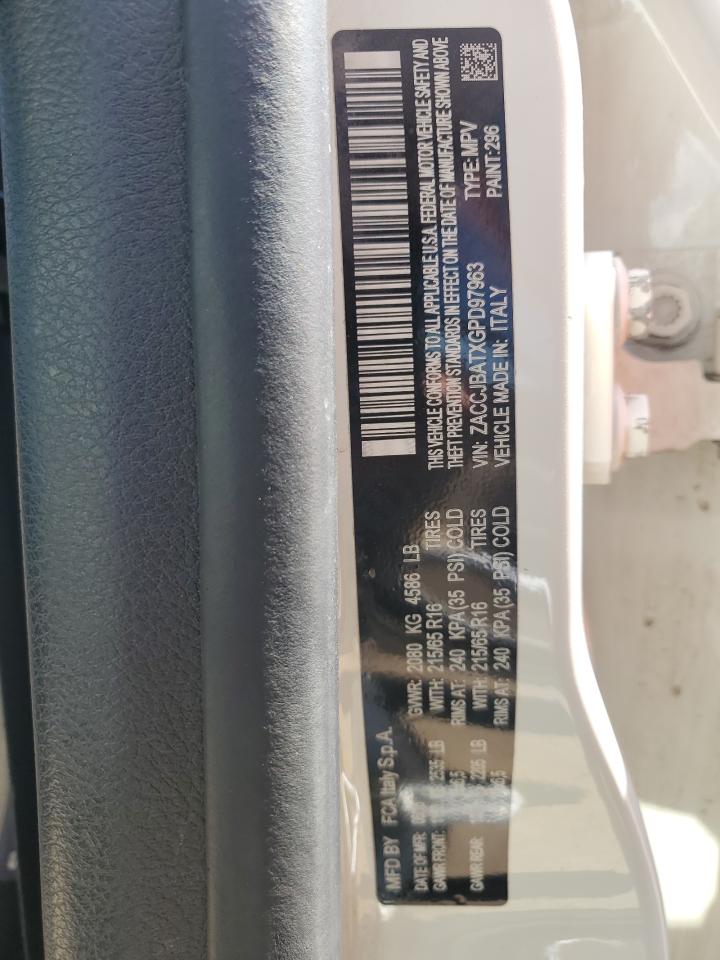 MFD BY FCA Italy S.p.A.
DATE OF MFR: GVWR: 2080 KG 4586 LB
GAWR FRONT: LB WITH: 215/65 R16 TIRES
RIMS AT: 240 KPA(35 PSI) COLD
GAWR REAR: LB WITH: 215/65 R16 TIRES
RIMS AT: 240 KPA(35 PSI) COLD
THIS VEHICLE CONFORMS TO ALL APPLICABLE U.S.A. FEDERAL MOTOR VEHICLE SAFETY AND
THEFT PREVENTION STANDARDS IN EFFECT ON THE DATE OF MANUFACTURE SHOWN ABOVE
VIN: ZACCJBATXGPD97963 TYPE: MPV
VEHICLE MADE IN: ITALY PAINT:296